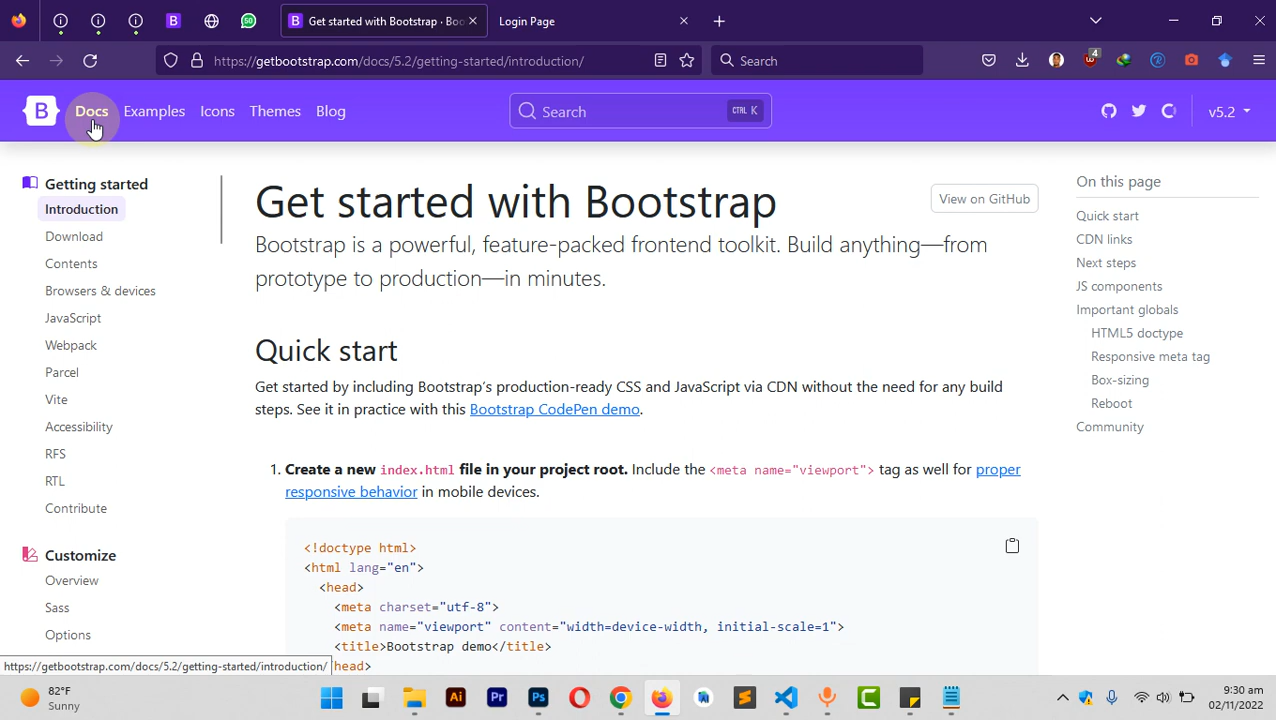 Get started with Bootstrap · Boo
Login Page
50
https://getbootstrap.com/docs/5.2/getting-started/introduction/
Search
4
B
Docs
Examples
Icons
Themes
Blog
Search
CTRL K
v5.2
Getting started
Introduction
Download
Contents
Browsers & devices
JavaScript
Webpack
Parcel
Vite
Accessibility
RFS
RTL
Contribute
Customize
Overview
Sass
Options
Get started with Bootstrap
View on GitHub
Bootstrap is a powerful, feature-packed frontend toolkit. Build anything—from
prototype to production—in minutes.
Quick start
Get started by including Bootstrap's production-ready CSS and JavaScript via CDN without the need for any build
steps. See it in practice with this Bootstrap CodePen demo.
1. Create a new index.html file in your project root. Include the <meta name="viewport"> tag as well for proper
responsive behavior in mobile devices.
<!doctype html>
<html lang="en">
<head>
<meta charset="utf-8">
<meta name="viewport" content="width=device-width, initial-scale=1">
<title>Bootstrap demo</title>
head>
On this page
Quick start
CDN links
Next steps
JS components
Important globals
HTML5 doctype
Responsive meta tag
Box-sizing
Reboot
Community
https://getbootstrap.com/docs/5.2/getting-started/introduction/
82°F
Sunny
Ai
Pr
Ps
9:30 am
02/11/2022